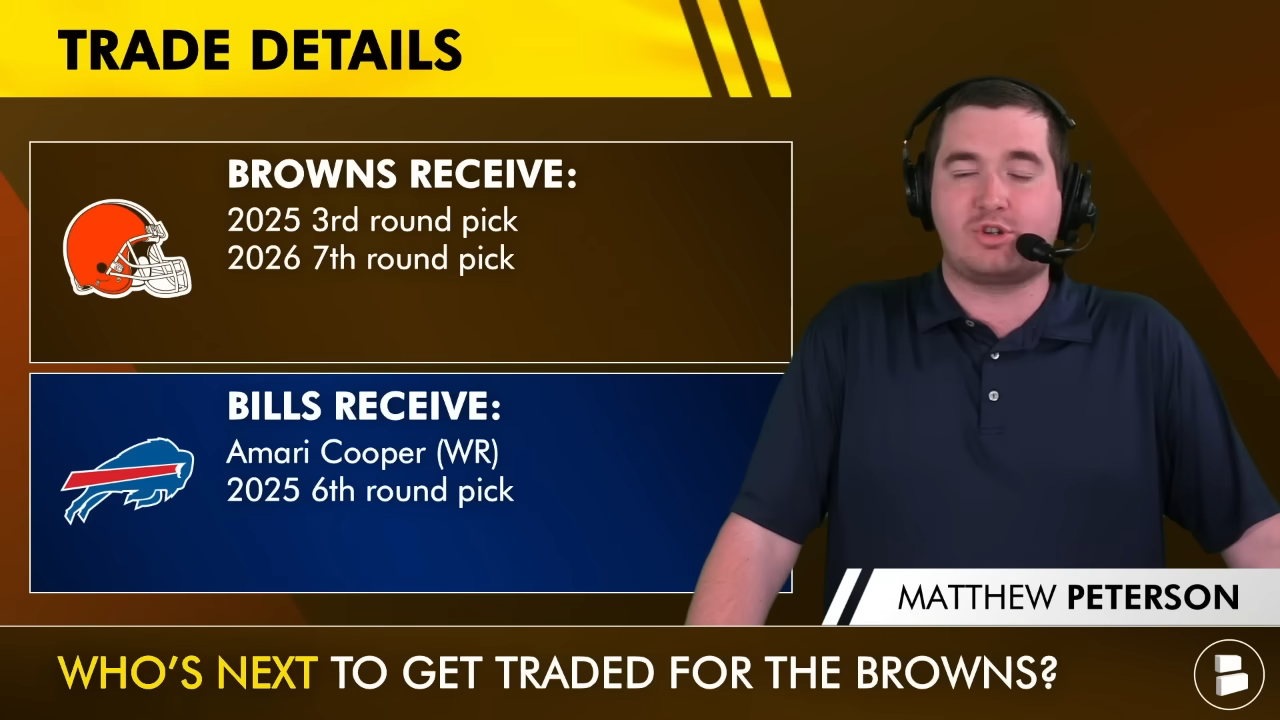 TRADE DETAILS
BROWNS RECEIVE:
2025 3rd round pick
2026 7th round pick
BILLS RECEIVE:
Amari Cooper (WR)
2025 6th round pick
MATTHEW PETERSON
WHO'S NEXT TO GET TRADED FOR THE BROWNS?